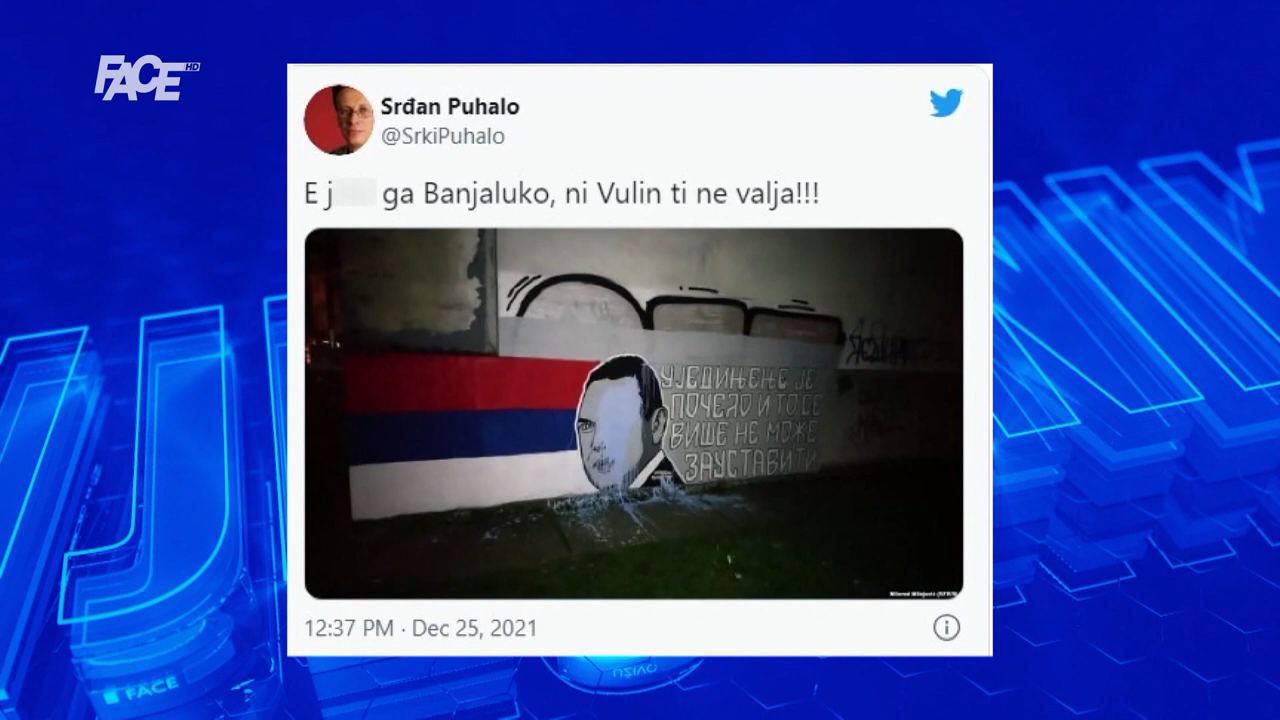 FACE HD
Srđan Puhalo
@SrkiPuhalo
E j ga Banjaluko, ni Vulin ti ne valja!!!
УЈЕДИЊЕЊЕ ЈЕ
ПОЧЕЛО И ТО СЕ
ВИШЕ НЕ МОЖЕ
ЗАУСТАВИТИ
12:37 PM · Dec 25, 2021
FACE